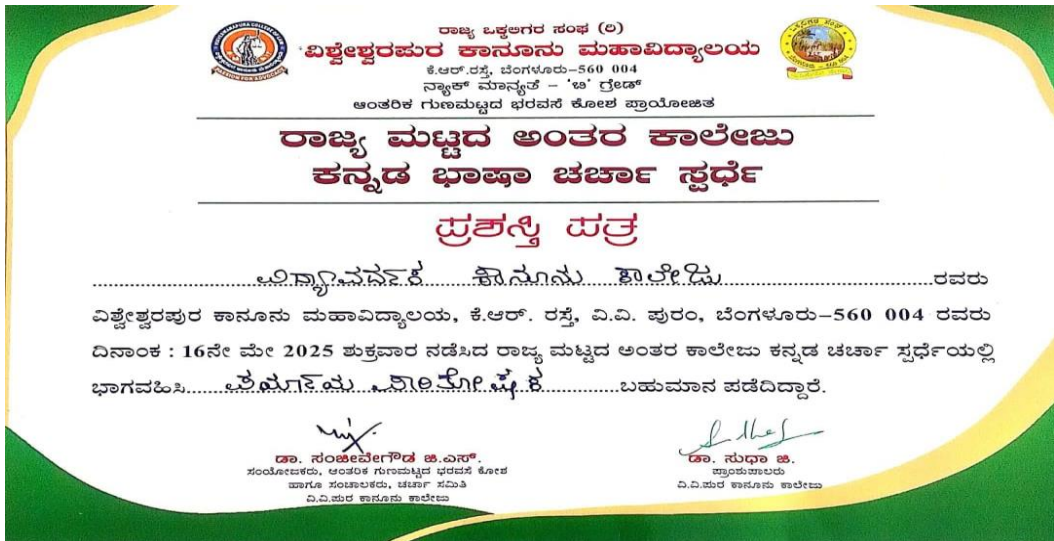 ರಾಜ್ಯ ಒಕ್ಕಲಿಗರ ಸಂಘ (ರಿ)
ವಿಶ್ವೇಶ್ವರಪುರ ಕಾನೂನು ಮಹಾವಿದ್ಯಾಲಯ
ಕೆ.ಆರ್.ರಸ್ತೆ, ಬೆಂಗಳೂರು–560 004
ನ್ಯಾಕ್ ಮಾನ್ಯತೆ – 'ಬಿ' ಗ್ರೇಡ್
ಆಂತರಿಕ ಗುಣಮಟ್ಟದ ಭರವಸೆ ಕೋಶ ಪ್ರಾಯೋಜಿತ
ರಾಜ್ಯ ಮಟ್ಟದ ಅಂತರ ಕಾಲೇಜು
ಕನ್ನಡ ಭಾಷಾ ಚರ್ಚಾ ಸ್ಪರ್ಧೆ
ಪ್ರಶಸ್ತಿ ಪತ್ರ
ವಿದ್ಯಾವರ್ದಕ ಕಾನೂನು ಕಾಲೇಜು ರವರು
ವಿಶ್ವೇಶ್ವರಪುರ ಕಾನೂನು ಮಹಾವಿದ್ಯಾಲಯ, ಕೆ.ಆರ್. ರಸ್ತೆ, ವಿ.ವಿ. ಪುರಂ, ಬೆಂಗಳೂರು–560 004 ರವರು
ದಿನಾಂಕ : 16ನೇ ಮೇ 2025 ಶುಕ್ರವಾರ ನಡೆಸಿದ ರಾಜ್ಯ ಮಟ್ಟದ ಅಂತರ ಕಾಲೇಜು ಕನ್ನಡ ಚರ್ಚಾ ಸ್ಪರ್ಧೆಯಲ್ಲಿ
ಭಾಗವಹಿಸಿ ಪರ್ಯಾಯ ಪಾರಿತೋಷಕ ಬಹುಮಾನ ಪಡೆದಿದ್ದಾರೆ.
ಡಾ. ಸಂಜೀವೇಗೌಡ ಜಿ.ಎಸ್.
ಸಂಯೋಜಕರು, ಆಂತರಿಕ ಗುಣಮಟ್ಟದ ಭರವಸೆ ಕೋಶ
ಹಾಗೂ ಸಂಚಾಲಕರು, ಚರ್ಚಾ ಸಮಿತಿ
ವಿ.ವಿ.ಪುರ ಕಾನೂನು ಕಾಲೇಜು
ಡಾ. ಸುಧಾ ಜಿ.
ಪ್ರಾಂಶುಪಾಲರು
ವಿ.ವಿ.ಪುರ ಕಾನೂನು ಕಾಲೇಜು